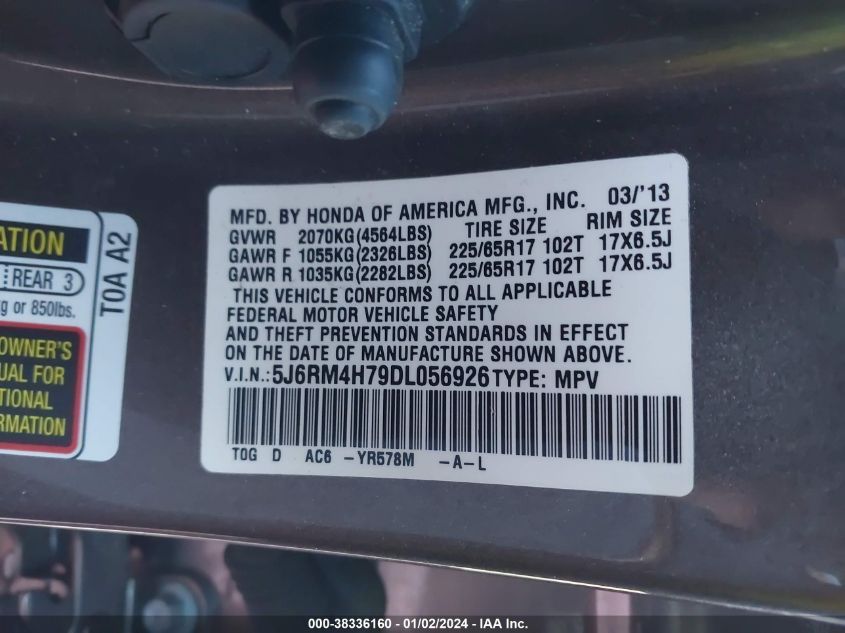 ATION
REAR 3
g or 850lbs.
OWNER'S
UAL FOR
TIONAL
RMATION
TOA A2
MFD. BY HONDA OF AMERICA MFG., INC. 03/'13
GVWR 2070KG(4564LBS) TIRE SIZE RIM SIZE
GAWR F 1055KG(2326LBS) 225/65R17 102T 17X6.5J
GAWR R 1035KG(2282LBS) 225/65R17 102T 17X6.5J
THIS VEHICLE CONFORMS TO ALL APPLICABLE
FEDERAL MOTOR VEHICLE SAFETY
AND THEFT PREVENTION STANDARDS IN EFFECT
ON THE DATE OF MANUFACTURE SHOWN ABOVE.
V.I.N.:5J6RM4H79DL056926 TYPE: MPV
TOG D AC6 -YR578M -A-L
000-38336160 - 01/02/2024 - IAA Inc.